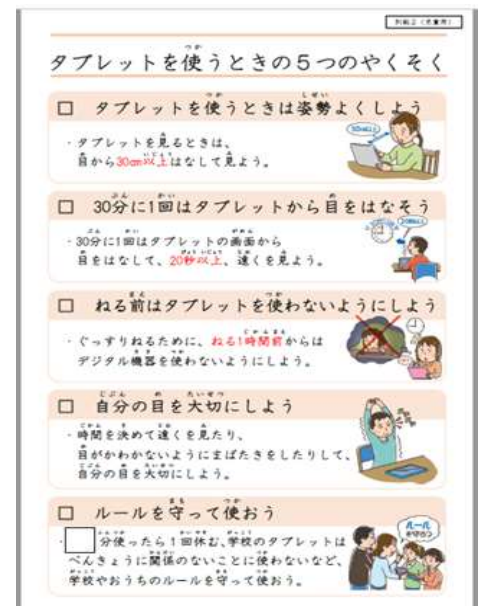 別紙2（児童用）
タブレットを使うときの5つのやくそく
□ タブレットを使うときは姿勢よくしよう
・タブレットを見るときは、
目から30cm以上はなして見よう。
30cm以上
□ 30分に1回はタブレットから目をはなそう
・30分に1回はタブレットの画面から
目をはなして、20秒以上、遠くを見よう。
□ ねる前はタブレットを使わないようにしよう
・ぐっすりねるために、ねる1時間前からは
デジタル機器を使わないようにしよう。
□ 自分の目を大切にしよう
・時間を決めて遠くを見たり、
目がかわかないようにまばたきをしたりして、
自分の目を大切にしよう。
□ ルールを守って使おう
・□分使ったら1回休む、学校のタブレットは
べんきょうに関係のないことに使わないなど、
学校やおうちのルールを守って使おう。
ルール
を守ろう